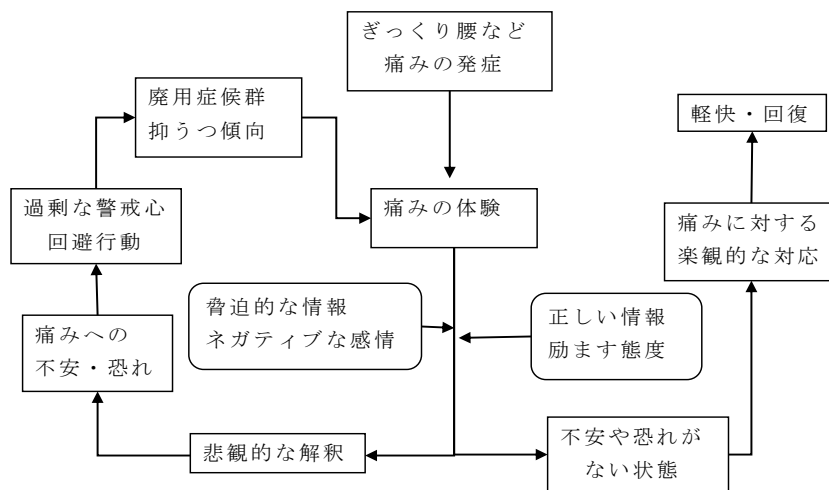 ぎっくり腰など
痛みの発症
廃用症候群
抑うつ傾向
軽快・回復
過剰な警戒心
回避行動
痛みの体験
痛みに対する
楽観的な対応
脅迫的な情報
ネガティブな感情
正しい情報
励ます態度
痛みへの
不安・恐れ
悲観的な解釈
不安や恐れが
ない状態